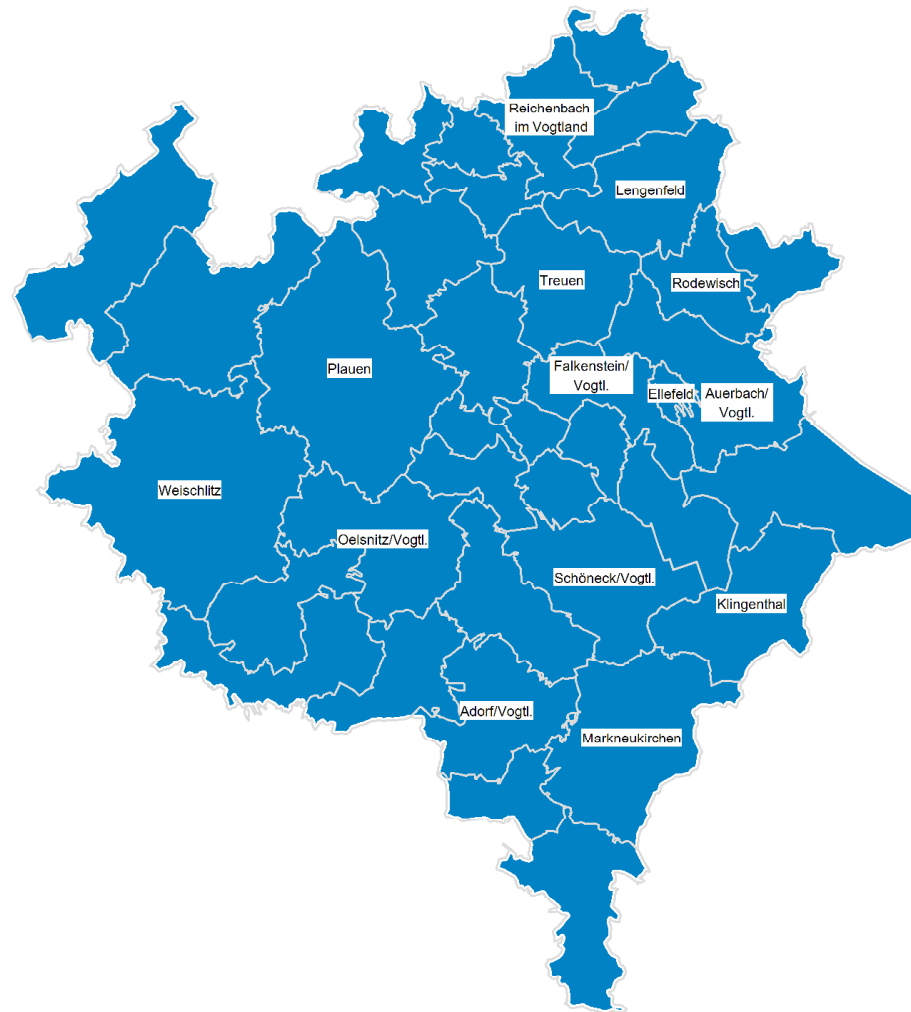 Reichenbach
im Vogtland
Lengenfeld
Treuen
Rodewisch
Plauen
Falkenstein/
Vogtl.
Ellefeld
Auerbach/
Vogtl.
Weischlitz
Oelsnitz/Vogtl.
Schöneck/Vogtl.
Klingenthal
Adorf/Vogtl.
Markneukirchen